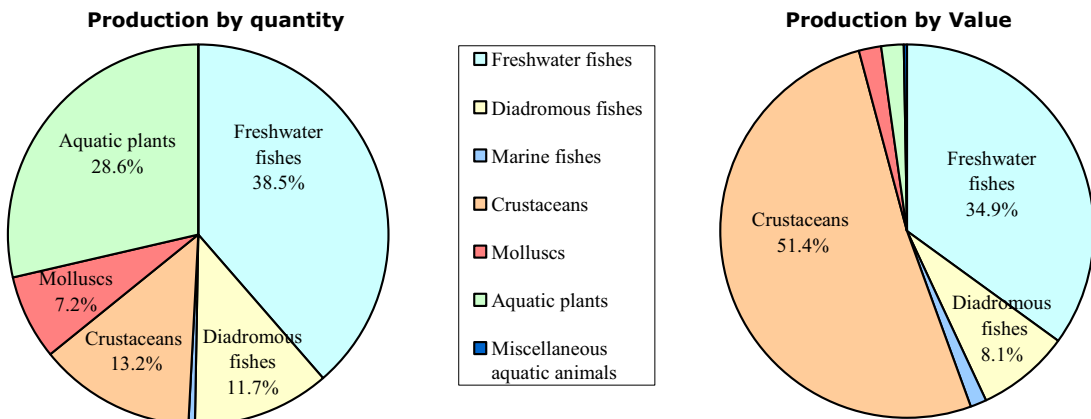 Production by quantity
Aquatic plants
28.6%
Freshwater
fishes
38.5%
Molluscs
7.2%
Crustaceans
13.2%
Diadromous
fishes
11.7%
Freshwater fishes
Diadromous fishes
Marine fishes
Crustaceans
Molluscs
Aquatic plants
Miscellaneous
aquatic animals
Production by Value
Freshwater
fishes
34.9%
Crustaceans
51.4%
Diadromous
fishes
8.1%